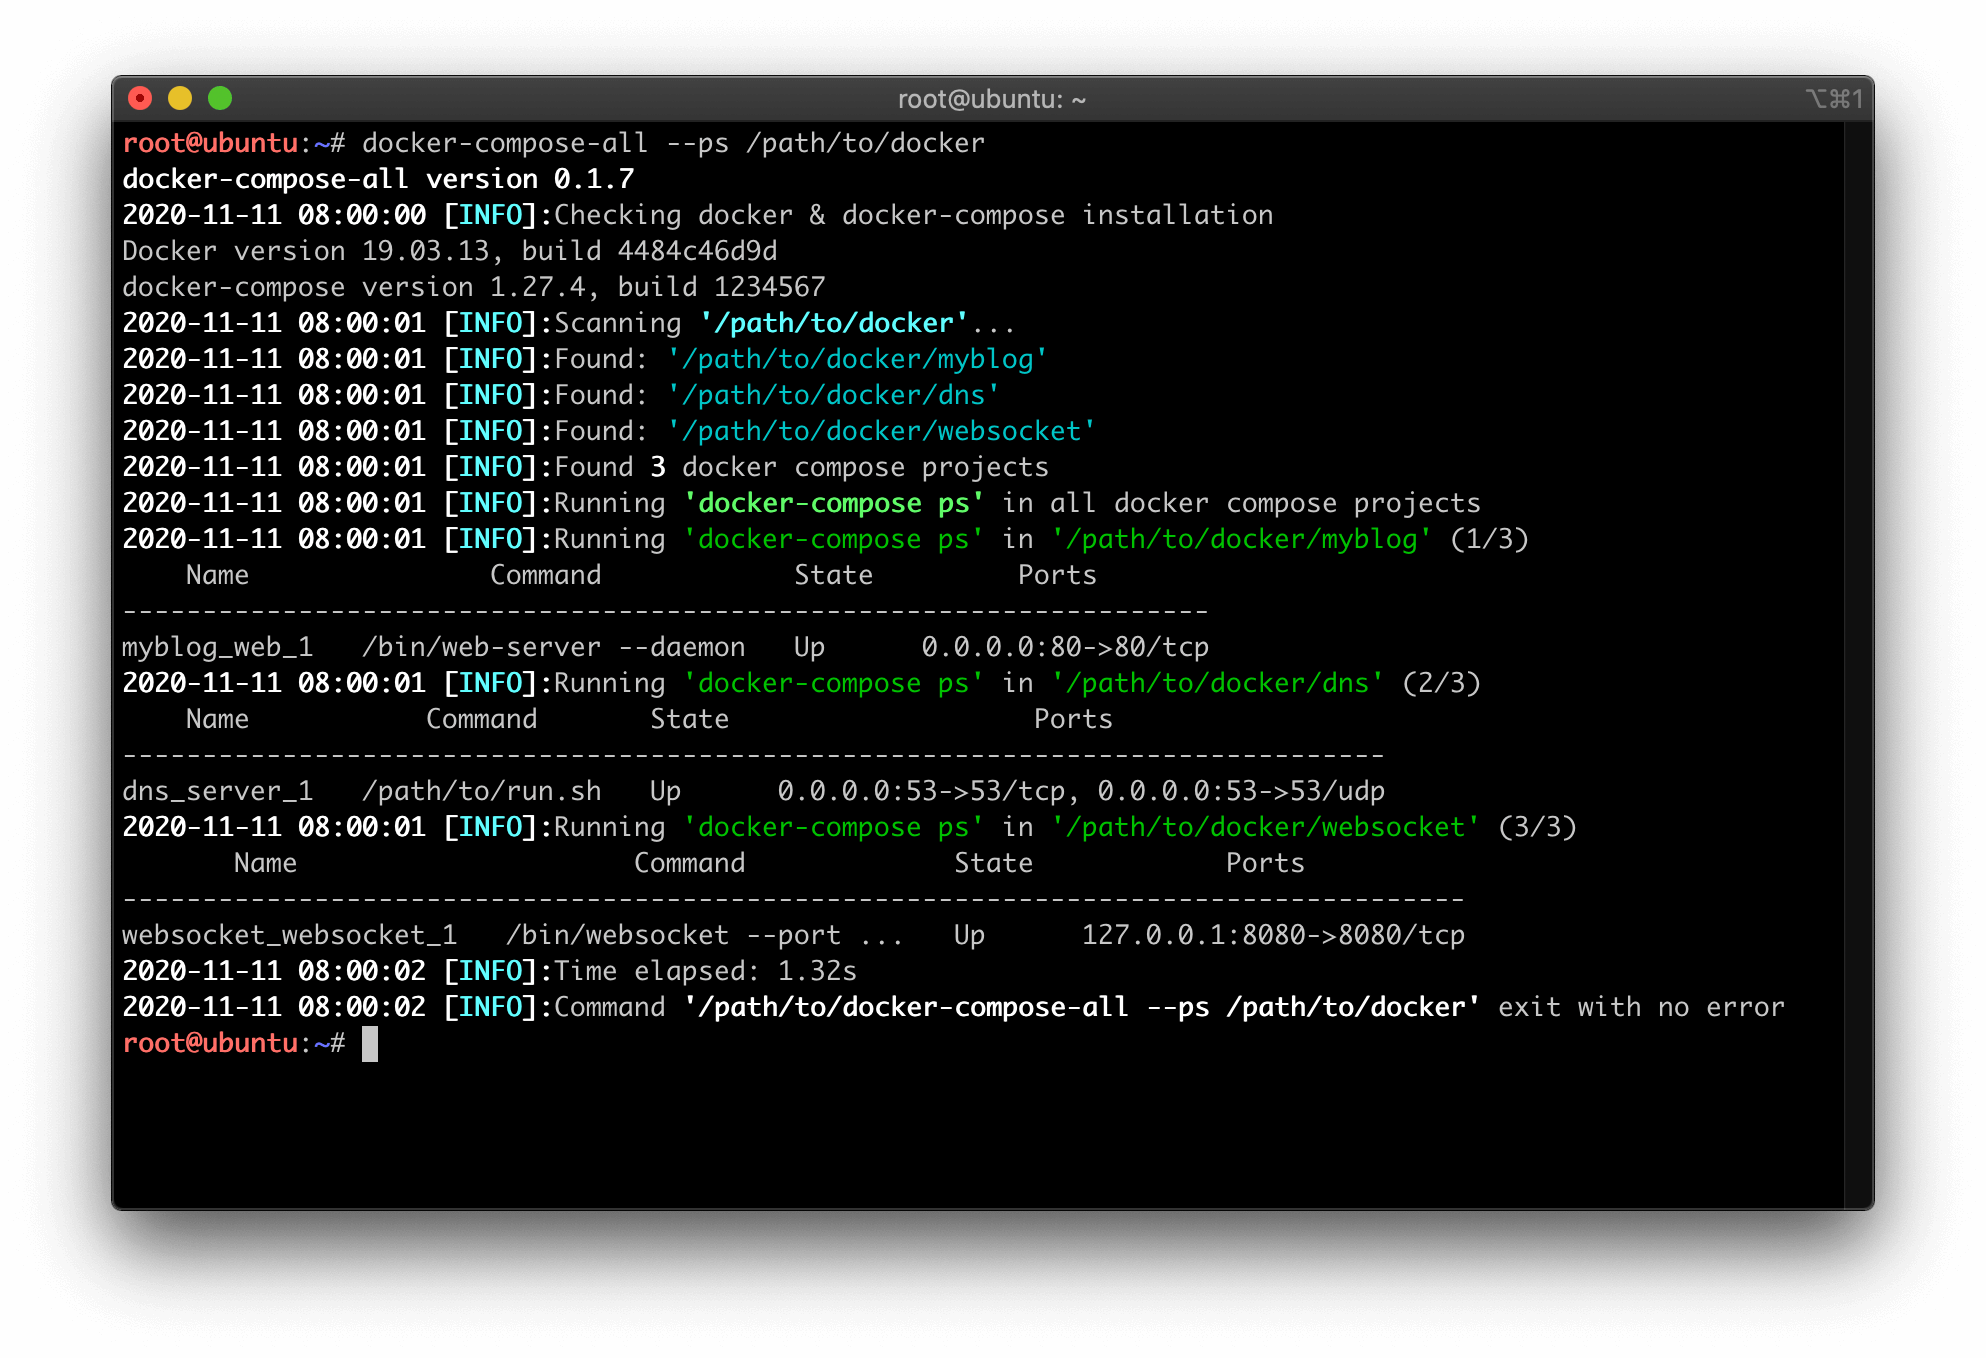 root@ubuntu: ~
⌥⌘1
root@ubuntu:~# docker-compose-all --ps /path/to/docker
docker-compose-all version 0.1.7
2020-11-11 08:00:00 [INFO]:Checking docker & docker-compose installation
Docker version 19.03.13, build 4484c46d9d
docker-compose version 1.27.4, build 1234567
2020-11-11 08:00:01 [INFO]:Scanning '/path/to/docker'...
2020-11-11 08:00:01 [INFO]:Found: '/path/to/docker/myblog'
2020-11-11 08:00:01 [INFO]:Found: '/path/to/docker/dns'
2020-11-11 08:00:01 [INFO]:Found: '/path/to/docker/websocket'
2020-11-11 08:00:01 [INFO]:Found 3 docker compose projects
2020-11-11 08:00:01 [INFO]:Running 'docker-compose ps' in all docker compose projects
2020-11-11 08:00:01 [INFO]:Running 'docker-compose ps' in '/path/to/docker/myblog' (1/3)
    Name               Command            State         Ports
--------------------------------------------------------------------
myblog_web_1   /bin/web-server --daemon   Up      0.0.0.0:80->80/tcp
2020-11-11 08:00:01 [INFO]:Running 'docker-compose ps' in '/path/to/docker/dns' (2/3)
    Name           Command       State                   Ports
-------------------------------------------------------------------------------
dns_server_1   /path/to/run.sh   Up      0.0.0.0:53->53/tcp, 0.0.0.0:53->53/udp
2020-11-11 08:00:01 [INFO]:Running 'docker-compose ps' in '/path/to/docker/websocket' (3/3)
       Name                     Command             State            Ports
------------------------------------------------------------------------------------
websocket_websocket_1   /bin/websocket --port ...   Up      127.0.0.1:8080->8080/tcp
2020-11-11 08:00:02 [INFO]:Time elapsed: 1.32s
2020-11-11 08:00:02 [INFO]:Command '/path/to/docker-compose-all --ps /path/to/docker' exit with no error
root@ubuntu:~#